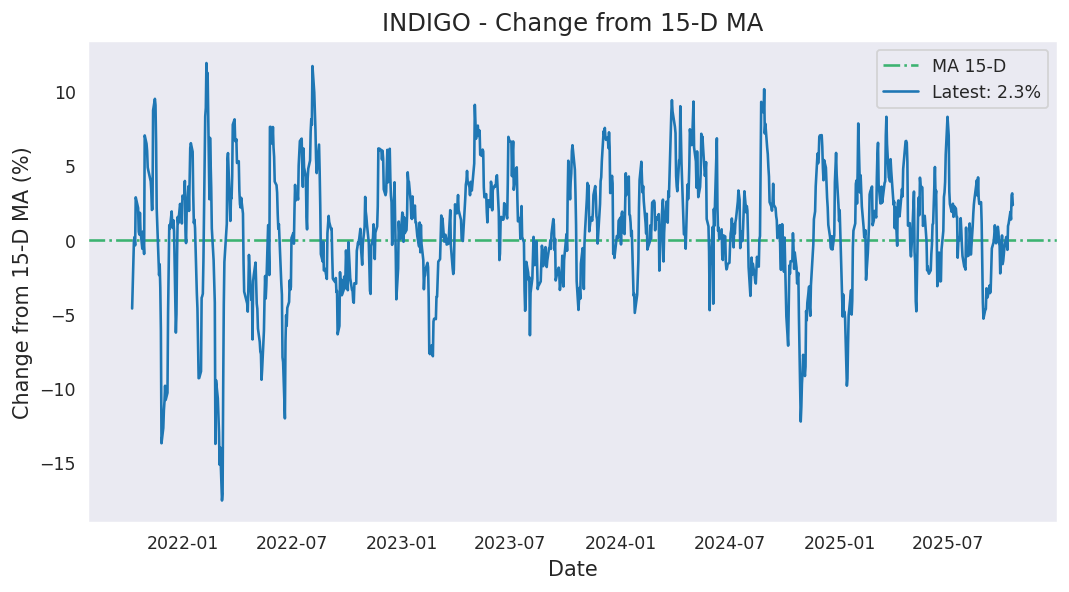 INDIGO - Change from 15-D MA
MA 15-D
Latest: 2.3%
Change from 15-D MA (%)
10
5
0
−5
−10
−15
2022-01
2022-07
2023-01
2023-07
2024-01
2024-07
2025-01
2025-07
Date